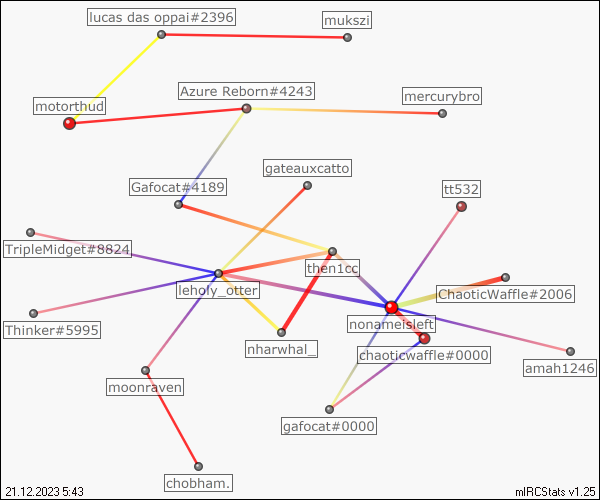 lucas das oppai#2396
mukszi
Azure Reborn#4243
mercurybro
motorthud
gateauxcatto
Gafocat#4189
tt532
TripleMidget#8824
then1cc
leholy_otter
ChaoticWaffle#2006
Thinker#5995
nonameisleft
nharwhal_
chaoticwaffle#0000
amah1246
moonraven
gafocat#0000
chobham.
21.12.2023 5:43
mIRCStats v1.25